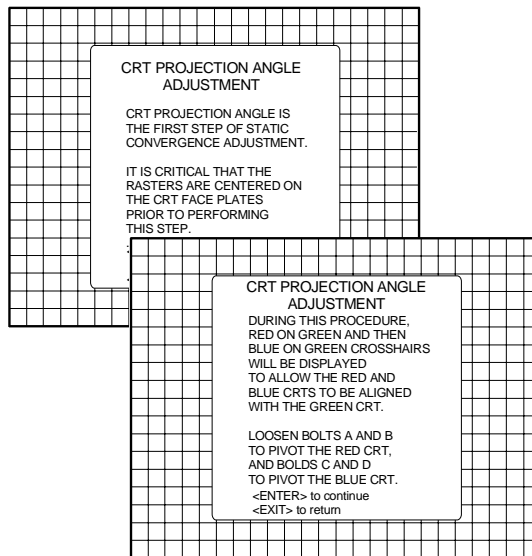 CRT PROJECTION ANGLE
ADJUSTMENT
CRT PROJECTION ANGLE IS
THE FIRST STEP OF STATIC
CONVERGENCE ADJUSTMENT.
IT IS CRITICAL THAT THE
RASTERS ARE CENTERED ON
THE CRT FACE PLATES
PRIOR TO PERFORMING
THIS STEP.
CRT PROJECTION ANGLE
ADJUSTMENT
DURING THIS PROCEDURE,
RED ON GREEN AND THEN
BLUE ON GREEN CROSSHAIRS
WILL BE DISPLAYED
TO ALLOW THE RED AND
BLUE CRTS TO BE ALIGNED
WITH THE GREEN CRT.
LOOSEN BOLTS A AND B
TO PIVOT THE RED CRT,
AND BOLDS C AND D
TO PIVOT THE BLUE CRT.
<ENTER> to continue
<EXIT> to return